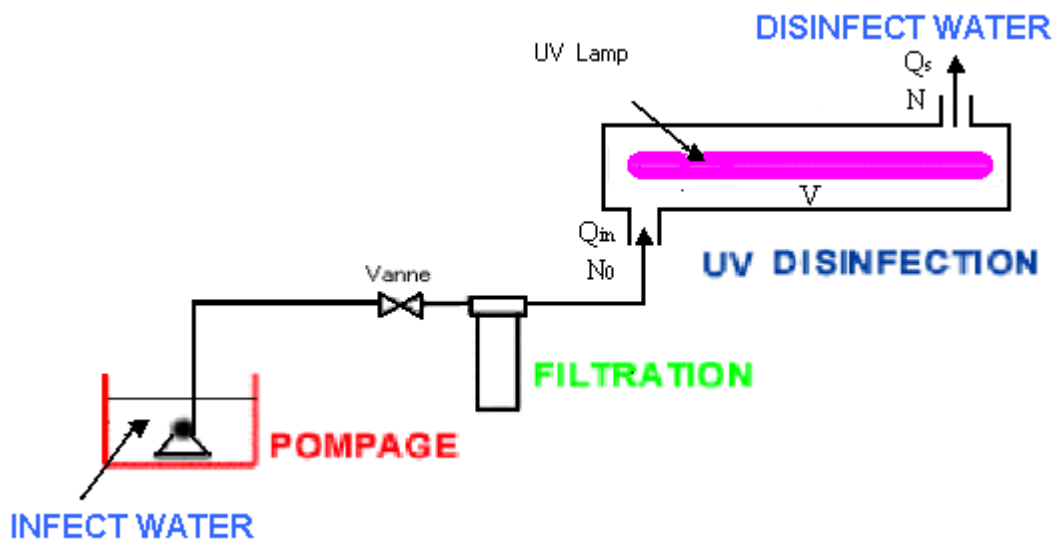 DISINFECT WATER
UV Lamp
Qs
N
V
Qin
N0
UV DISINFECTION
Vanne
FILTRATION
POMPAGE
INFECT WATER